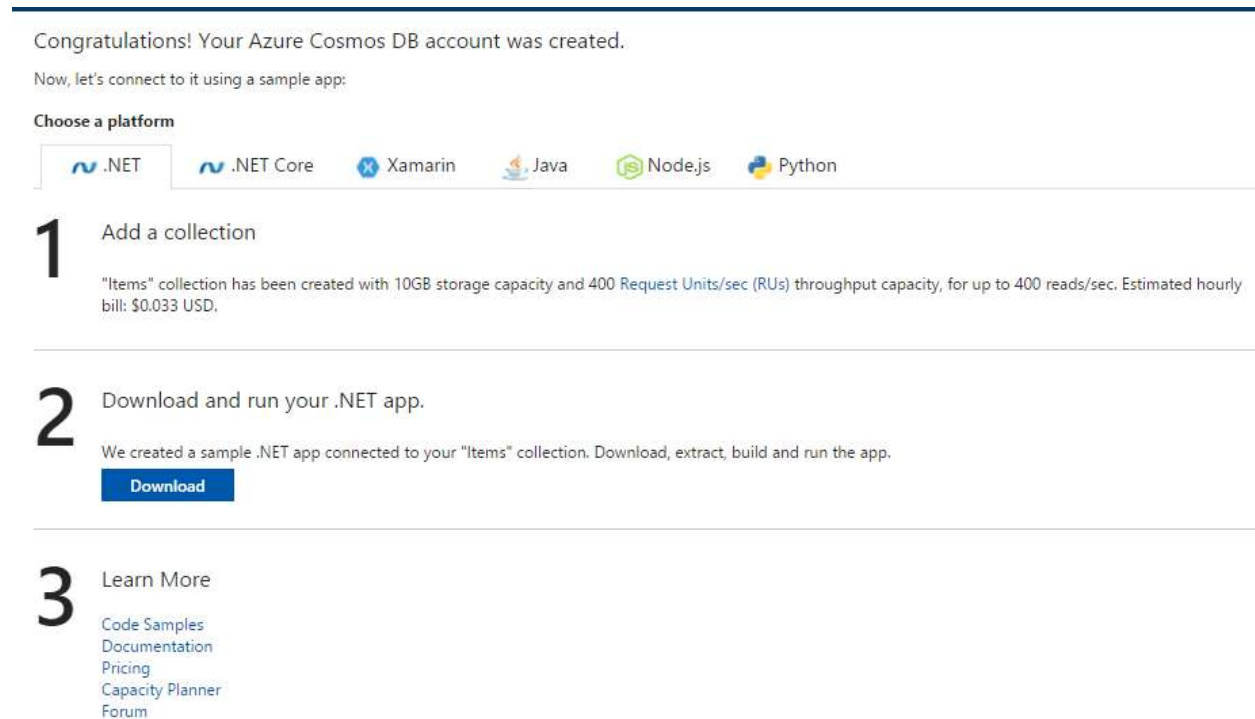 Congratulations! Your Azure Cosmos DB account was created.
Now, let's connect to it using a sample app:
Choose a platform
.NET .NET Core Xamarin Java Node.js Python
1 Add a collection
"Items" collection has been created with 10GB storage capacity and 400 Request Units/sec (RUs) throughput capacity, for up to 400 reads/sec. Estimated hourly
bill: $0.033 USD.
2 Download and run your .NET app.
We created a sample .NET app connected to your "Items" collection. Download, extract, build and run the app.
Download
3 Learn More
Code Samples
Documentation
Pricing
Capacity Planner
Forum